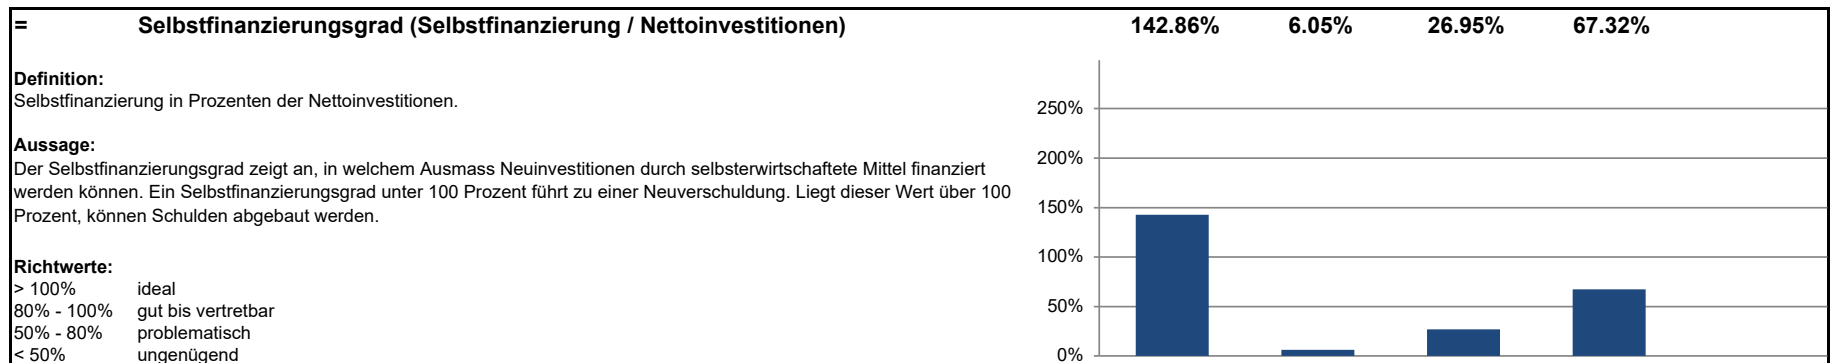 = Selbstfinanzierungsgrad (Selbstfinanzierung / Nettoinvestitionen) 142.86% 6.05% 26.95% 67.32%
Definition:
Selbstfinanzierung in Prozenten der Nettoinvestitionen.
Aussage:
Der Selbstfinanzierungsgrad zeigt an, in welchem Ausmass Neuinvestitionen durch selbsterwirtschaftete Mittel finanziert
werden können. Ein Selbstfinanzierungsgrad unter 100 Prozent führt zu einer Neuverschuldung. Liegt dieser Wert über 100
Prozent, können Schulden abgebaut werden.
Richtwerte:
> 100% ideal
80% - 100% gut bis vertretbar
50% - 80% problematisch
< 50% ungenügend
250%
200%
150%
100%
50%
0%